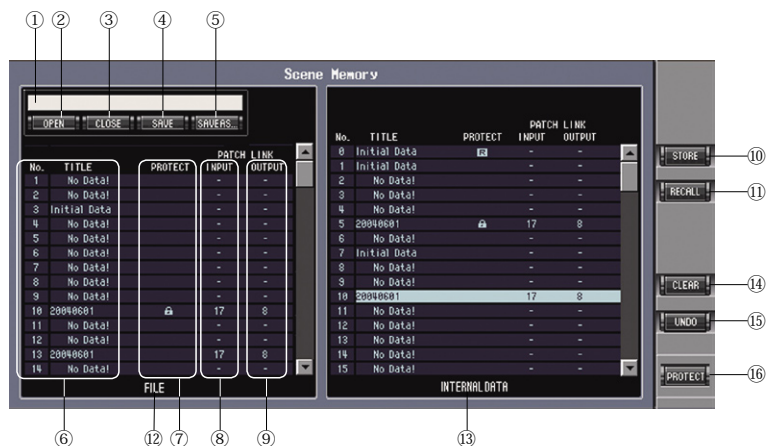 ① ② ③ ④ ⑤
Scene Memory
OPEN CLOSE SAVE SAVEAS...
PATCH LINK
No. TITLE PROTECT INPUT OUTPUT
1 No Data! - -
2 No Data! - -
3 Initial Data - -
4 No Data! - -
5 No Data! - -
6 No Data! - -
7 No Data! - -
8 No Data! - -
9 No Data! - -
10 20040601 17 8
11 No Data! - -
12 No Data! - -
13 20040601 17 8
14 No Data! - -
FILE
PATCH LINK
No. TITLE PROTECT INPUT OUTPUT
0 Initial Data R - -
1 Initial Data - -
2 No Data! - -
3 No Data! - -
4 No Data! - -
5 20040601 17 8
6 No Data! - -
7 Initial Data - -
8 No Data! - -
9 No Data! - -
10 20040601 17 8
11 No Data! - -
12 No Data! - -
13 No Data! - -
14 No Data! - -
15 No Data! - -
INTERNAL DATA
STORE ⑩
RECALL ⑪
CLEAR ⑭
UNDO ⑮
PROTECT ⑯
⑥ ⑫ ⑦ ⑧ ⑨ ⑬